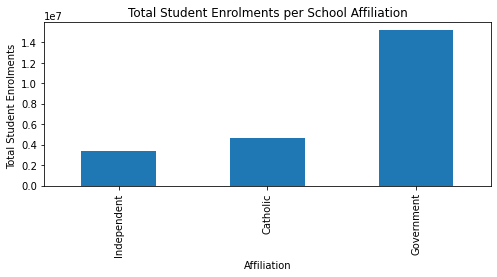 Total Student Enrolments per School Affiliation
1e7
1.4
1.2
1.0
0.8
0.6
0.4
0.2
0.0
Total Student Enrolments
Independent
Catholic
Government
Affiliation